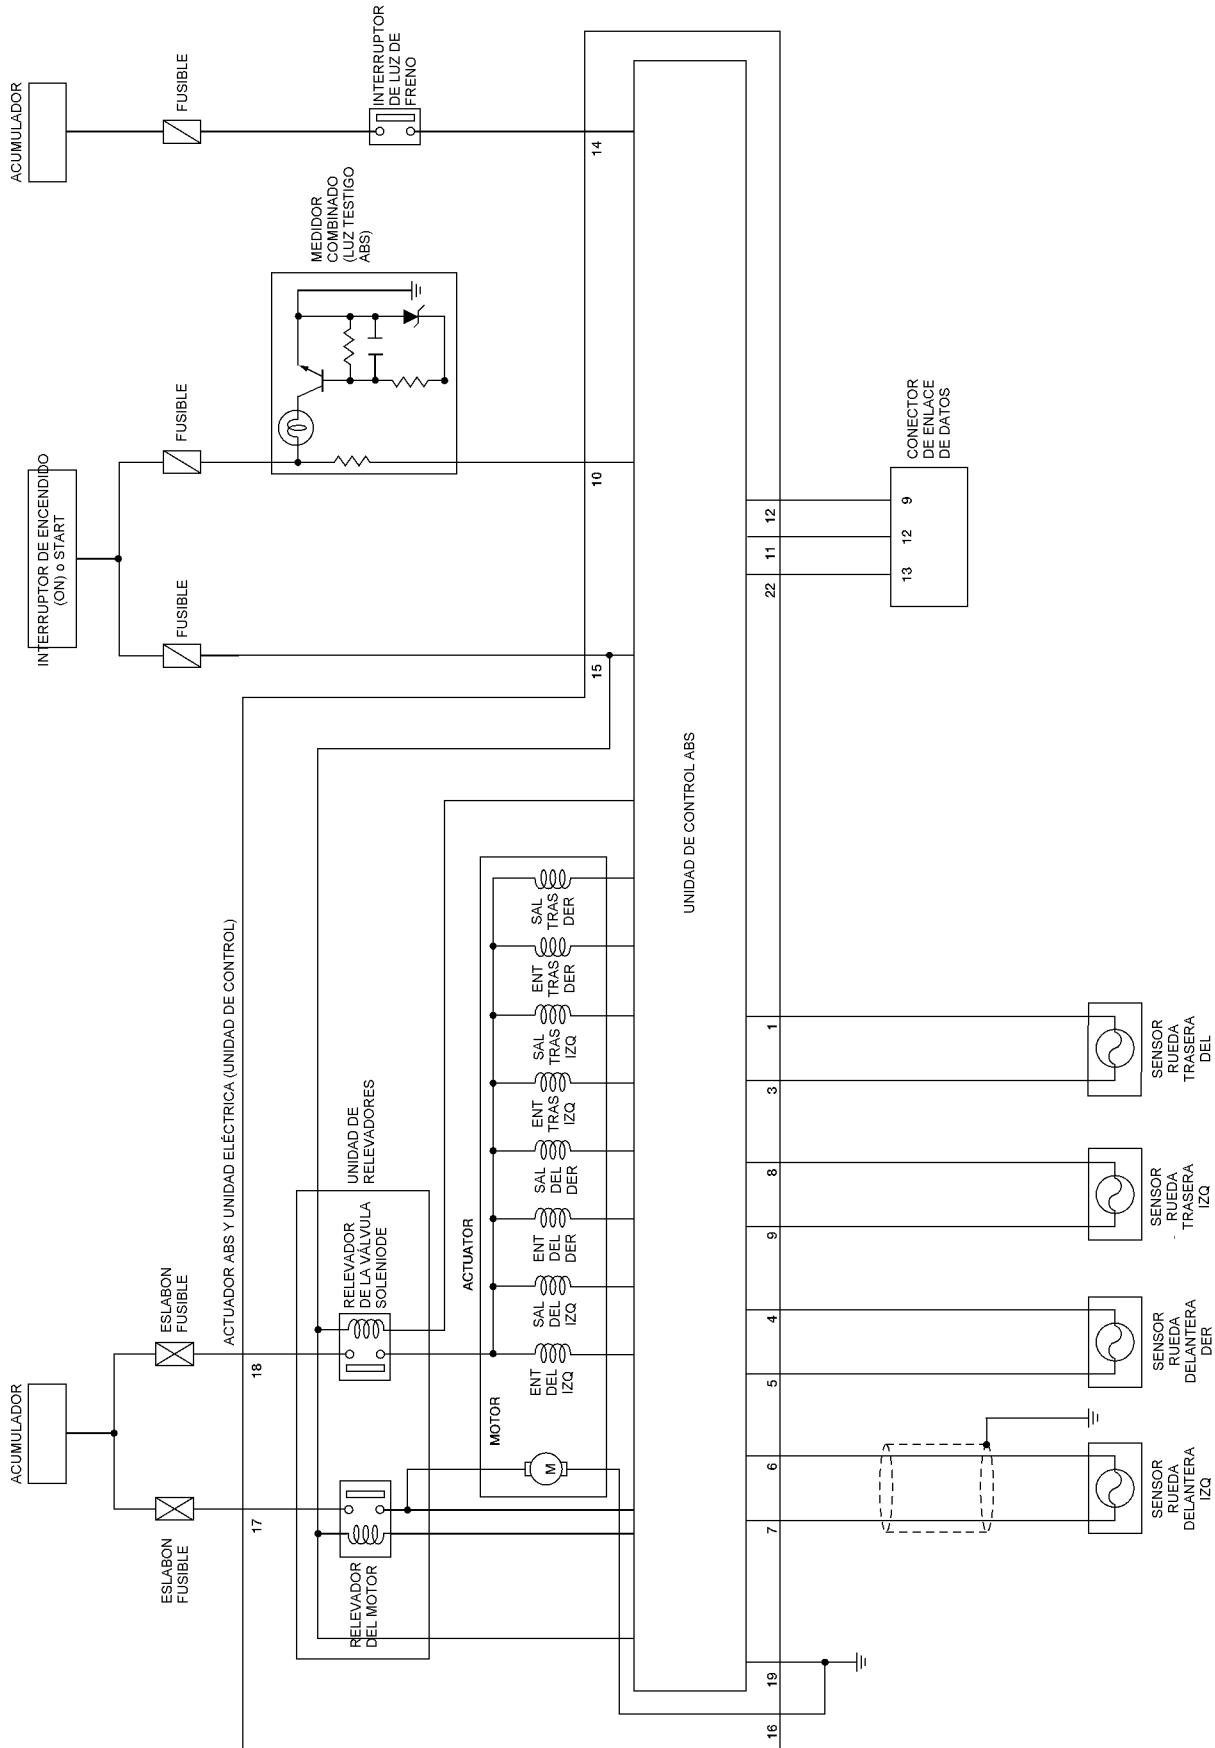 ACUMULADOR
FUSIBLE
INTERRUPTOR
DE LUZ DE
FRENO
14
MEDIDOR
COMBINADO
(LUZ TESTIGO
ABS)
INTERRUPTOR DE ENCENDIDO
(ON) o START
FUSIBLE
FUSIBLE
10
15
CONECTOR
DE ENLACE
DE DATOS
12
11
22
9
12
13
ACTUADOR ABS Y UNIDAD ELÉCTRICA (UNIDAD DE CONTROL)
UNIDAD DE CONTROL ABS
ACUMULADOR
ESLABON
FUSIBLE
ESLABON
FUSIBLE
18
17
UNIDAD DE
RELEVADORES
RELEVADOR
DE LA VÁLVULA
SOLENIODE
RELEVADOR
DEL MOTOR
ACTUATOR
MOTOR
M
ENT
DEL
IZQ
SAL
DEL
IZQ
ENT
DEL
DER
SAL
DEL
DER
ENT
TRAS
IZQ
SAL
TRAS
IZQ
ENT
TRAS
DER
SAL
TRAS
DER
16
19
7
6
5
4
9
8
3
1
SENSOR
RUEDA
DELANTERA
IZQ
SENSOR
RUEDA
DELANTERA
DER
SENSOR
RUEDA
TRASERA
IZQ
SENSOR
RUEDA
TRASERA
DEL